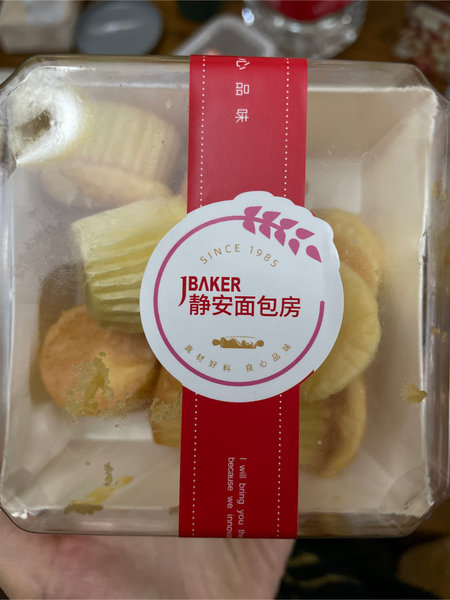 心品味
SINCE 1985
JBAKER
静安面包房
真材好料 良心品味
I will bring you th
because we innov